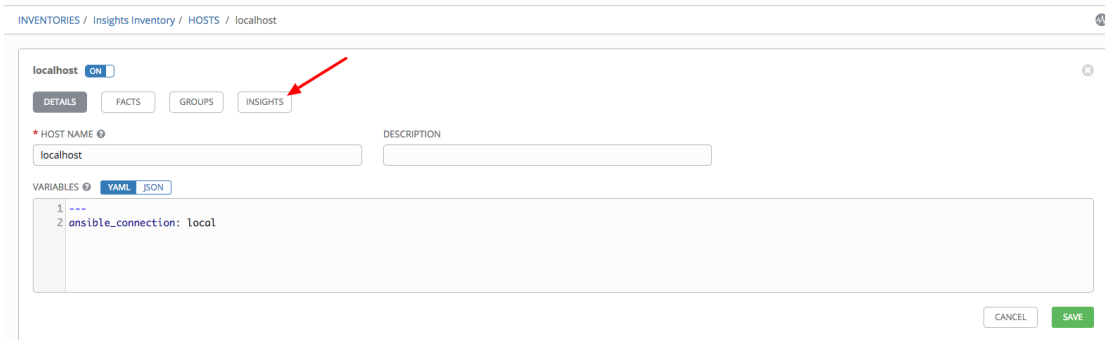 INVENTORIES / Insights Inventory / HOSTS / localhost
localhost ON
DETAILS FACTS GROUPS INSIGHTS
* HOST NAME DESCRIPTION
localhost
VARIABLES YAML JSON
1 ---
2 ansible_connection: local
CANCEL SAVE